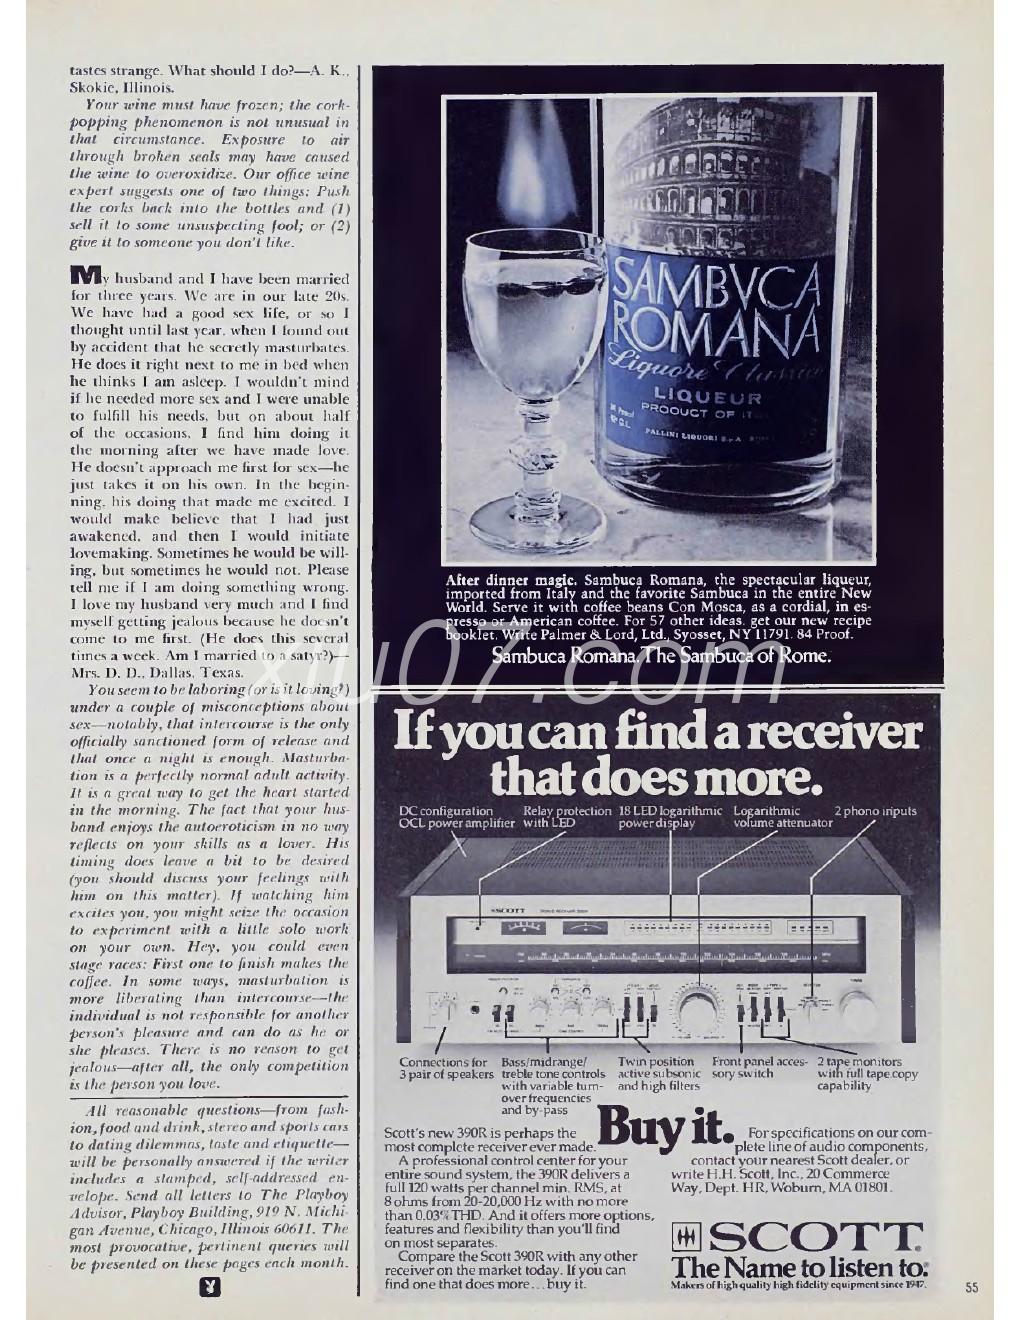 tastes strange. What should I do?—A. K.,
Skokie, Illinois.
Your wine must have frozen; the cork-
popping phenomenon is not unusual in
that circumstance. Exposure to air
through broken seals may have caused
the wine to overoxidize. Our office wine
expert suggests one of two things: Push
the corks back into the bottles and (1)
sell it to some unsuspecting fool; or (2)
give it to someone you don't like.
My husband and I have been married
for three years. We are in our late 20s.
We have had a good sex life, or so I
thought until last year, when I found out
by accident that he secretly masturbates.
He does it right next to me in bed when
he thinks I am asleep. I wouldn't mind
if he needed more sex and I were unable
to fulfill his needs, but on about half
of the occasions, I find him doing it
the morning after we have made love.
He doesn't approach me first for sex—he
just takes it on his own. In the begin-
ning, his doing that made me excited. I
would make believe that I had just
awakened, and then I would initiate
lovemaking. Sometimes he would be will-
ing, but sometimes he would not. Please
tell me if I am doing something wrong.
I love my husband very much and I find
myself getting jealous because he doesn't
come to me first. (He does this several
times a week. Am I married to a satyr?)—
Mrs. D. D., Dallas, Texas.
You seem to be laboring (or is it loving?)
under a couple of misconceptions about
sex—notably, that intercourse is the only
officially sanctioned form of release and
that once a night is enough. Masturba-
tion is a perfectly normal adult activity.
It is a great way to get the heart started
in the morning. The fact that your hus-
band enjoys the autoeroticism in no way
reflects on your skills as a lover. His
timing does leave a bit to be desired
(you should discuss your feelings with
him on this matter). If watching him
excites you, you might seize the occasion
to experiment with a little solo work
on your own. Hey, you could even
stage races: First one to finish makes the
coffee. In some ways, masturbation is
more liberating than intercourse—the
individual is not responsible for another
person's pleasure and can do as he or
she pleases. There is no reason to get
jealous—after all, the only competition
is the person you love.
All reasonable questions—from fash-
ion, food and drink, stereo and sports cars
to dating dilemmas, taste and etiquette—
will be personally answered if the writer
includes a stamped, self-addressed en-
velope. Send all letters to The Playboy
Advisor, Playboy Building, 919 N. Michi-
gan Avenue, Chicago, Illinois 60611. The
most provocative, pertinent queries will
be presented on these pages each month.
SAMBVCA
ROMANA
Liquore Classico
LIQUEUR
PRODUCT OF IT
PALLINI LIQUORI S.p.A.
After dinner magic. Sambuca Romana, the spectacular liqueur,
imported from Italy and the favorite Sambuca in the entire New
World. Serve it with coffee beans Con Mosca, as a cordial, in es-
presso or American coffee. For 57 other ideas, get our new recipe
booklet. Write Palmer & Lord, Ltd., Syosset, NY 11791. 84 Proof.
Sambuca Romana. The Sambuca of Rome.
xiu07.com
If you can find a receiver
that does more.
DC configuration
OCL power amplifier
Relay protection
with LED
18 LED logarithmic
power display
Logarithmic
volume attenuator
2 phono inputs
SCOTT
Connections for
3 pair of speakers
Bass/midrange/
treble tone controls
with variable turn-
over frequencies
and by-pass
Twin position
active subsonic
and high filters
Front panel acces-
sory switch
2 tape monitors
with full tape copy
capability
Buy it.
Scott's new 390R is perhaps the
most complete receiver ever made.
A professional control center for your
entire sound system, the 390R delivers a
full 120 watts per channel min. RMS, at
8 ohms from 20-20,000 Hz with no more
than 0.03% THD. And it offers more options,
features and flexibility than you'll find
on most separates.
Compare the Scott 390R with any other
receiver on the market today. If you can
find one that does more...buy it.
For specifications on our com-
plete line of audio components,
contact your nearest Scott dealer, or
write H.H. Scott, Inc., 20 Commerce
Way, Dept. HR, Woburn, MA 01801.
SCOTT
The Name to listen to.
Makers of high quality high fidelity equipment since 1947.
55